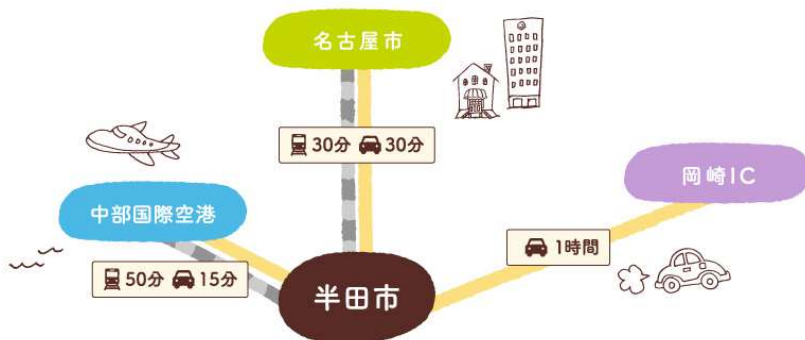 名古屋市
30分 30分
岡崎IC
中部国際空港
1時間
50分 15分
半田市